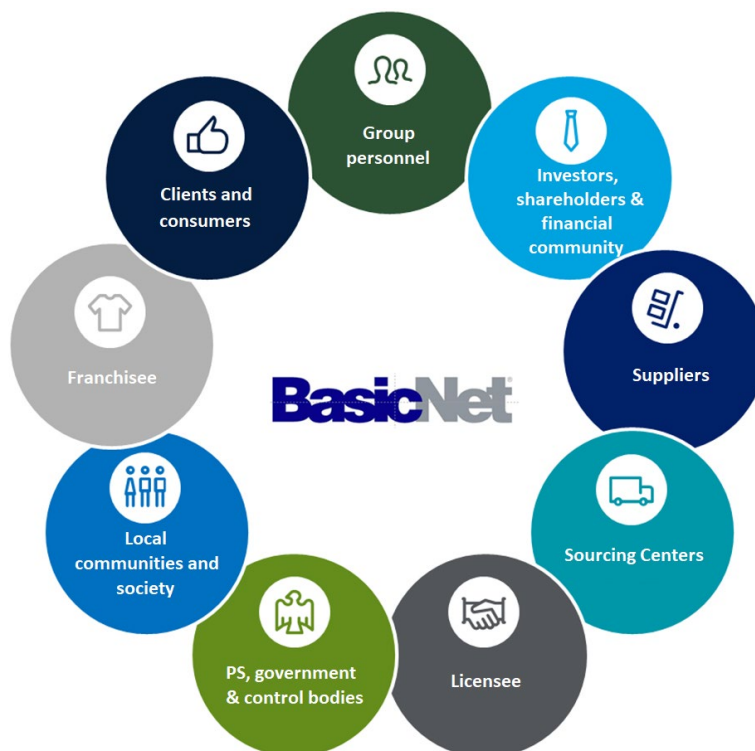 Group
personnel
Investors,
shareholders &
financial
community
Suppliers
Sourcing Centers
Licensee
PS, government
& control bodies
Local
communities and
society
Franchisee
Clients and
consumers
BasicNet®